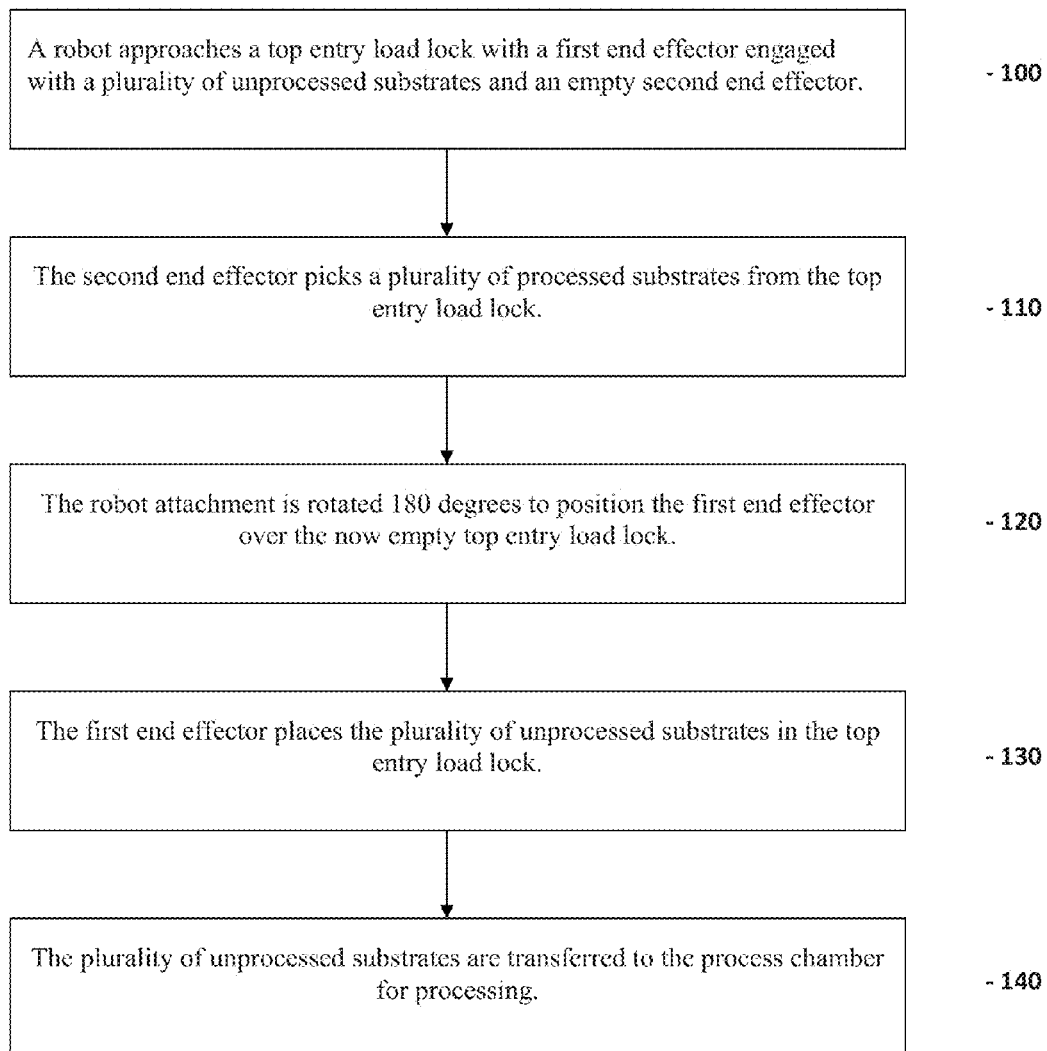 A robot approaches a top entry load lock with a first end effector engaged
with a plurality of unprocessed substrates and an empty second end effector.
- 100
The second end effector picks a plurality of processed substrates from the top
entry load lock.
- 110
The robot attachment is rotated 180 degrees to position the first end effector
over the now empty top entry load lock.
- 120
The first end effector places the plurality of unprocessed substrates in the top
entry load lock.
- 130
The plurality of unprocessed substrates are transferred to the process chamber
for processing.
- 140